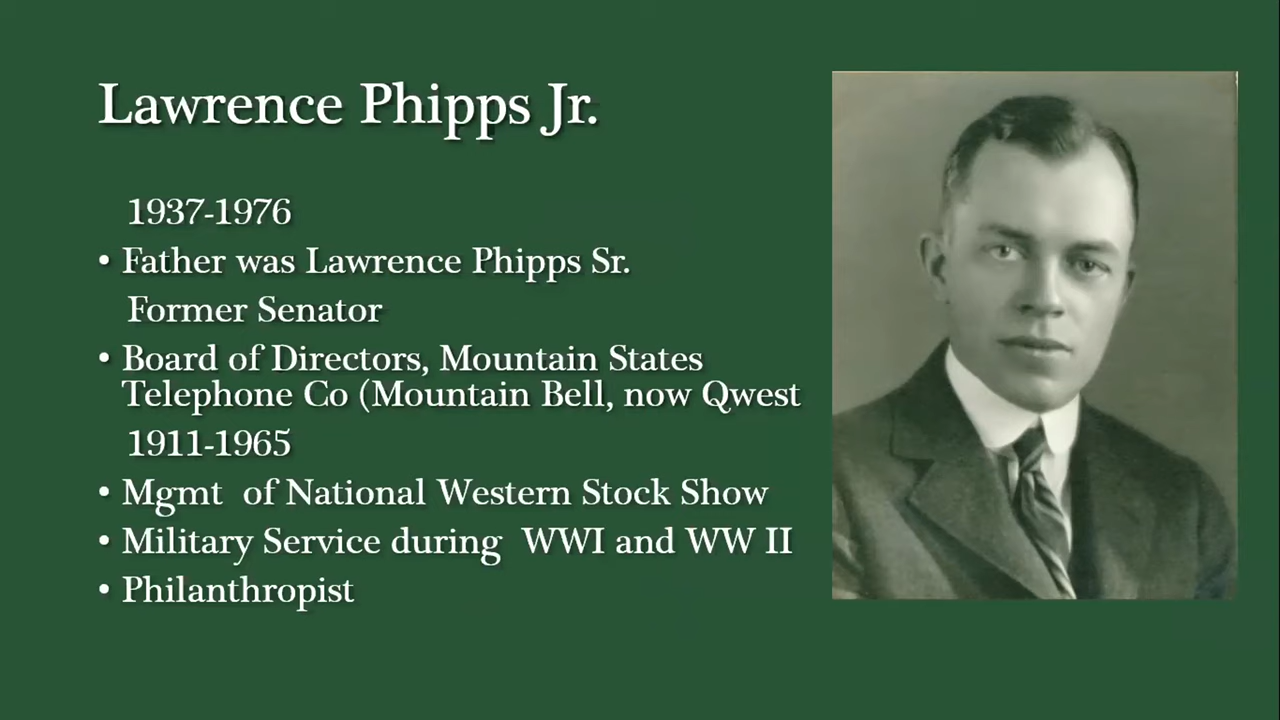 Lawrence Phipps Jr.
1937-1976
• Father was Lawrence Phipps Sr.
Former Senator
• Board of Directors, Mountain States
Telephone Co (Mountain Bell, now Qwest
1911-1965
• Mgmt  of National Western Stock Show
• Military Service during  WWI and WW II
• Philanthropist